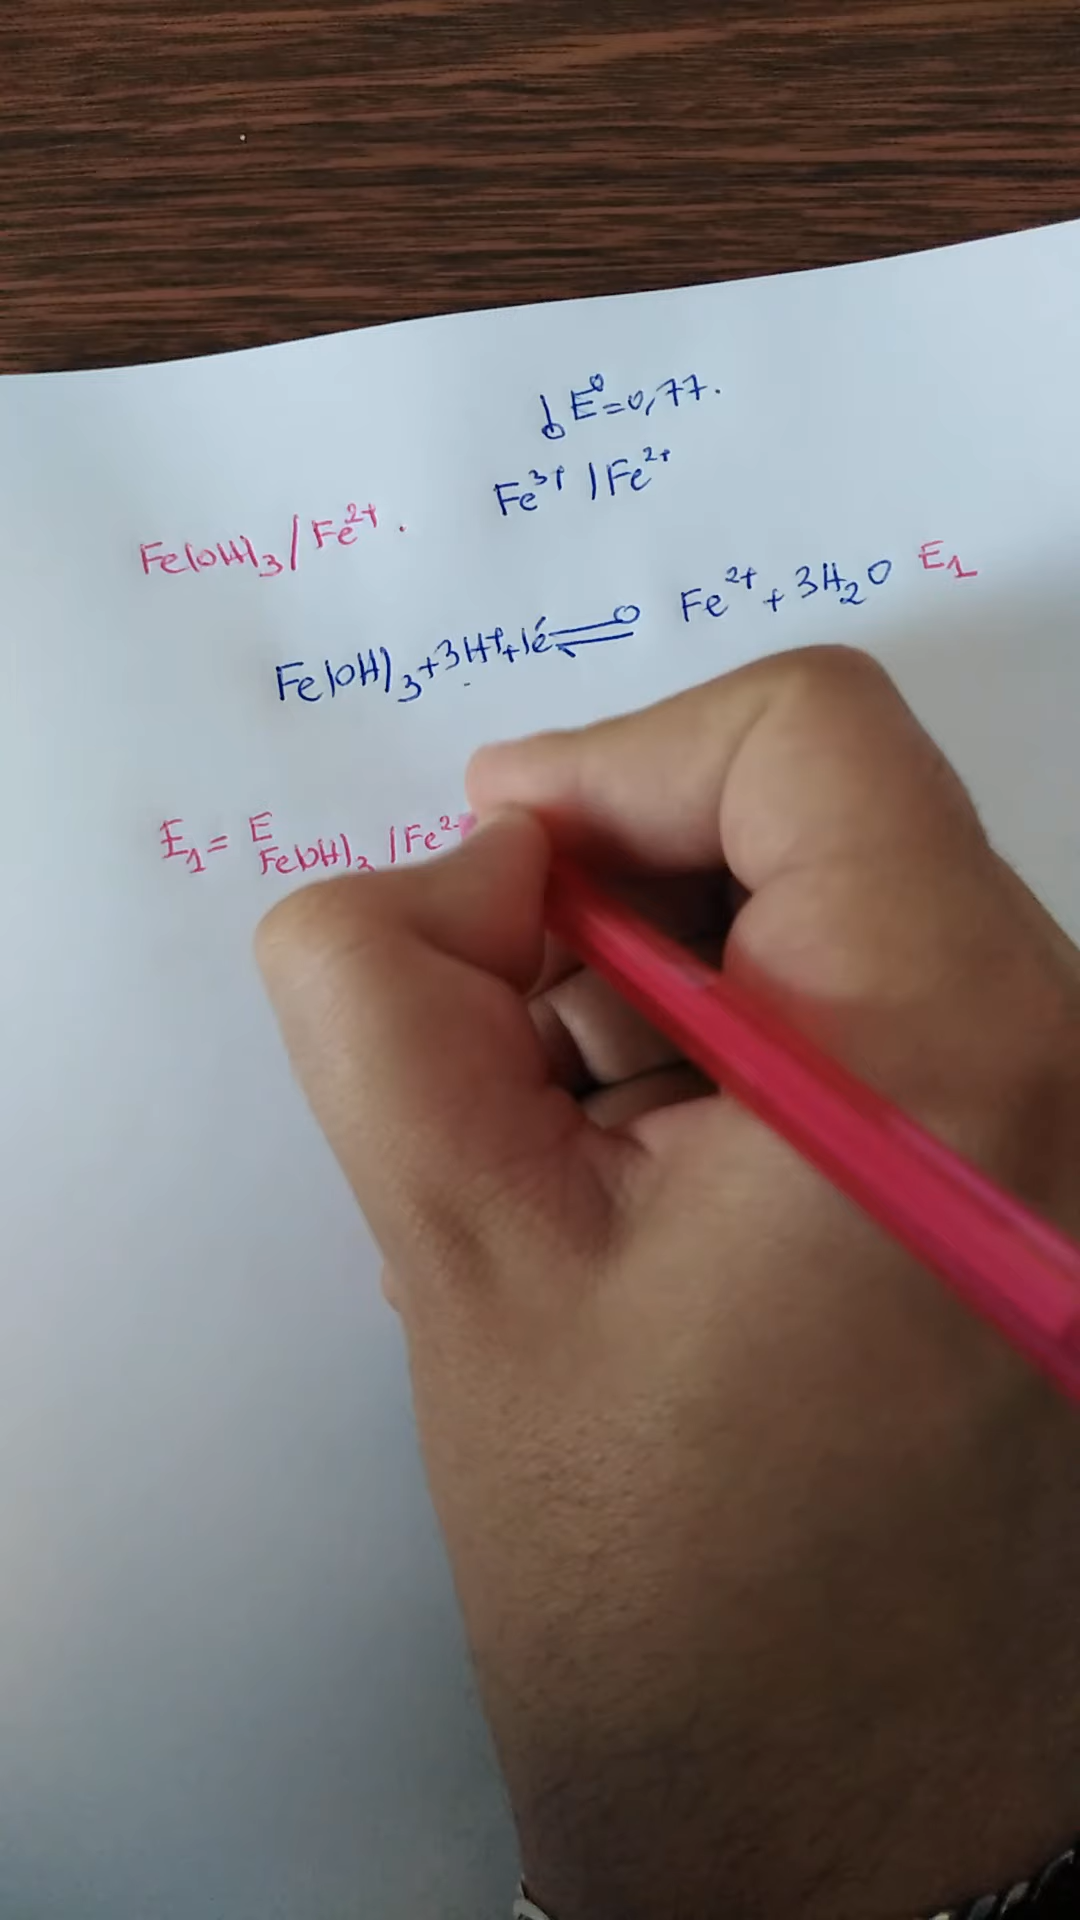 E⁰=0,77.
Fe³⁺ / Fe²⁺
Fe(OH)₃ / Fe²⁺.
Fe(OH)₃ + 3H⁺ + 1é ⇌ Fe²⁺ + 3H₂O E₁
E₁ = E Fe(OH)₃ / Fe²